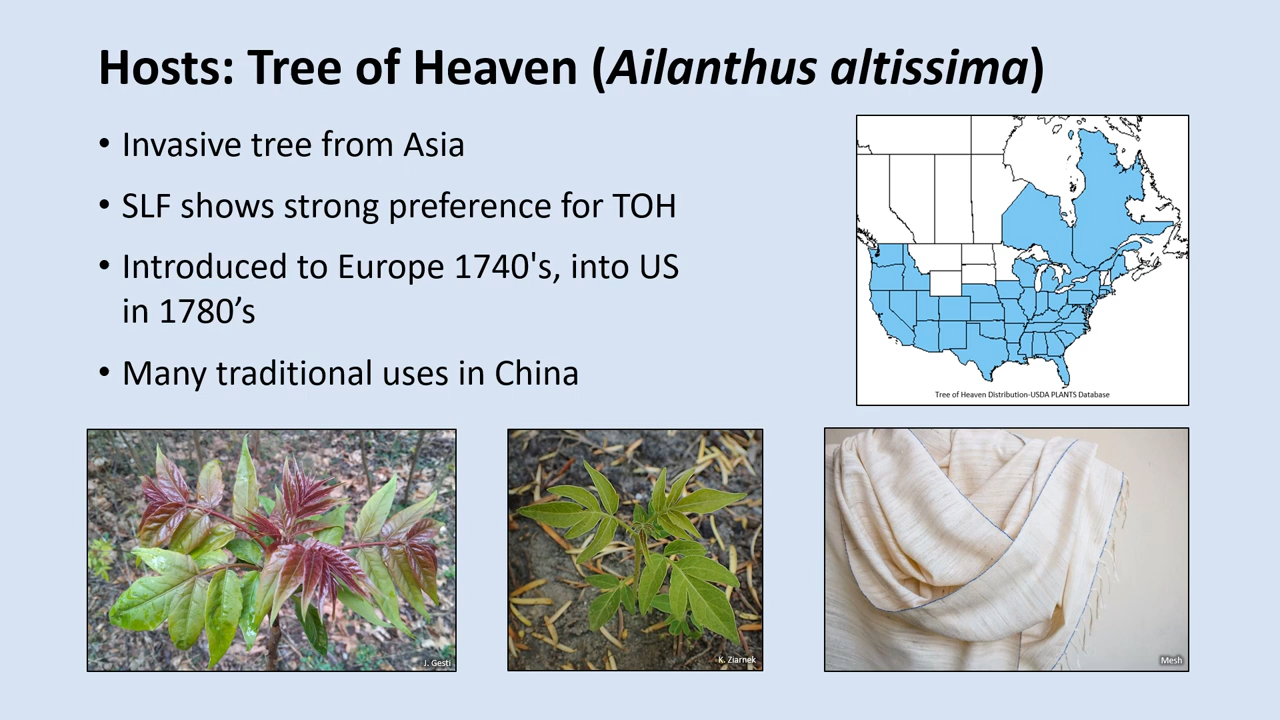 Hosts: Tree of Heaven (Ailanthus altissima)
• Invasive tree from Asia
• SLF shows strong preference for TOH
• Introduced to Europe 1740's, into US
in 1780’s
• Many traditional uses in China
Tree of Heaven Distribution-USDA PLANTS Database
J. Gesti
K. Ziarnek
Mesh